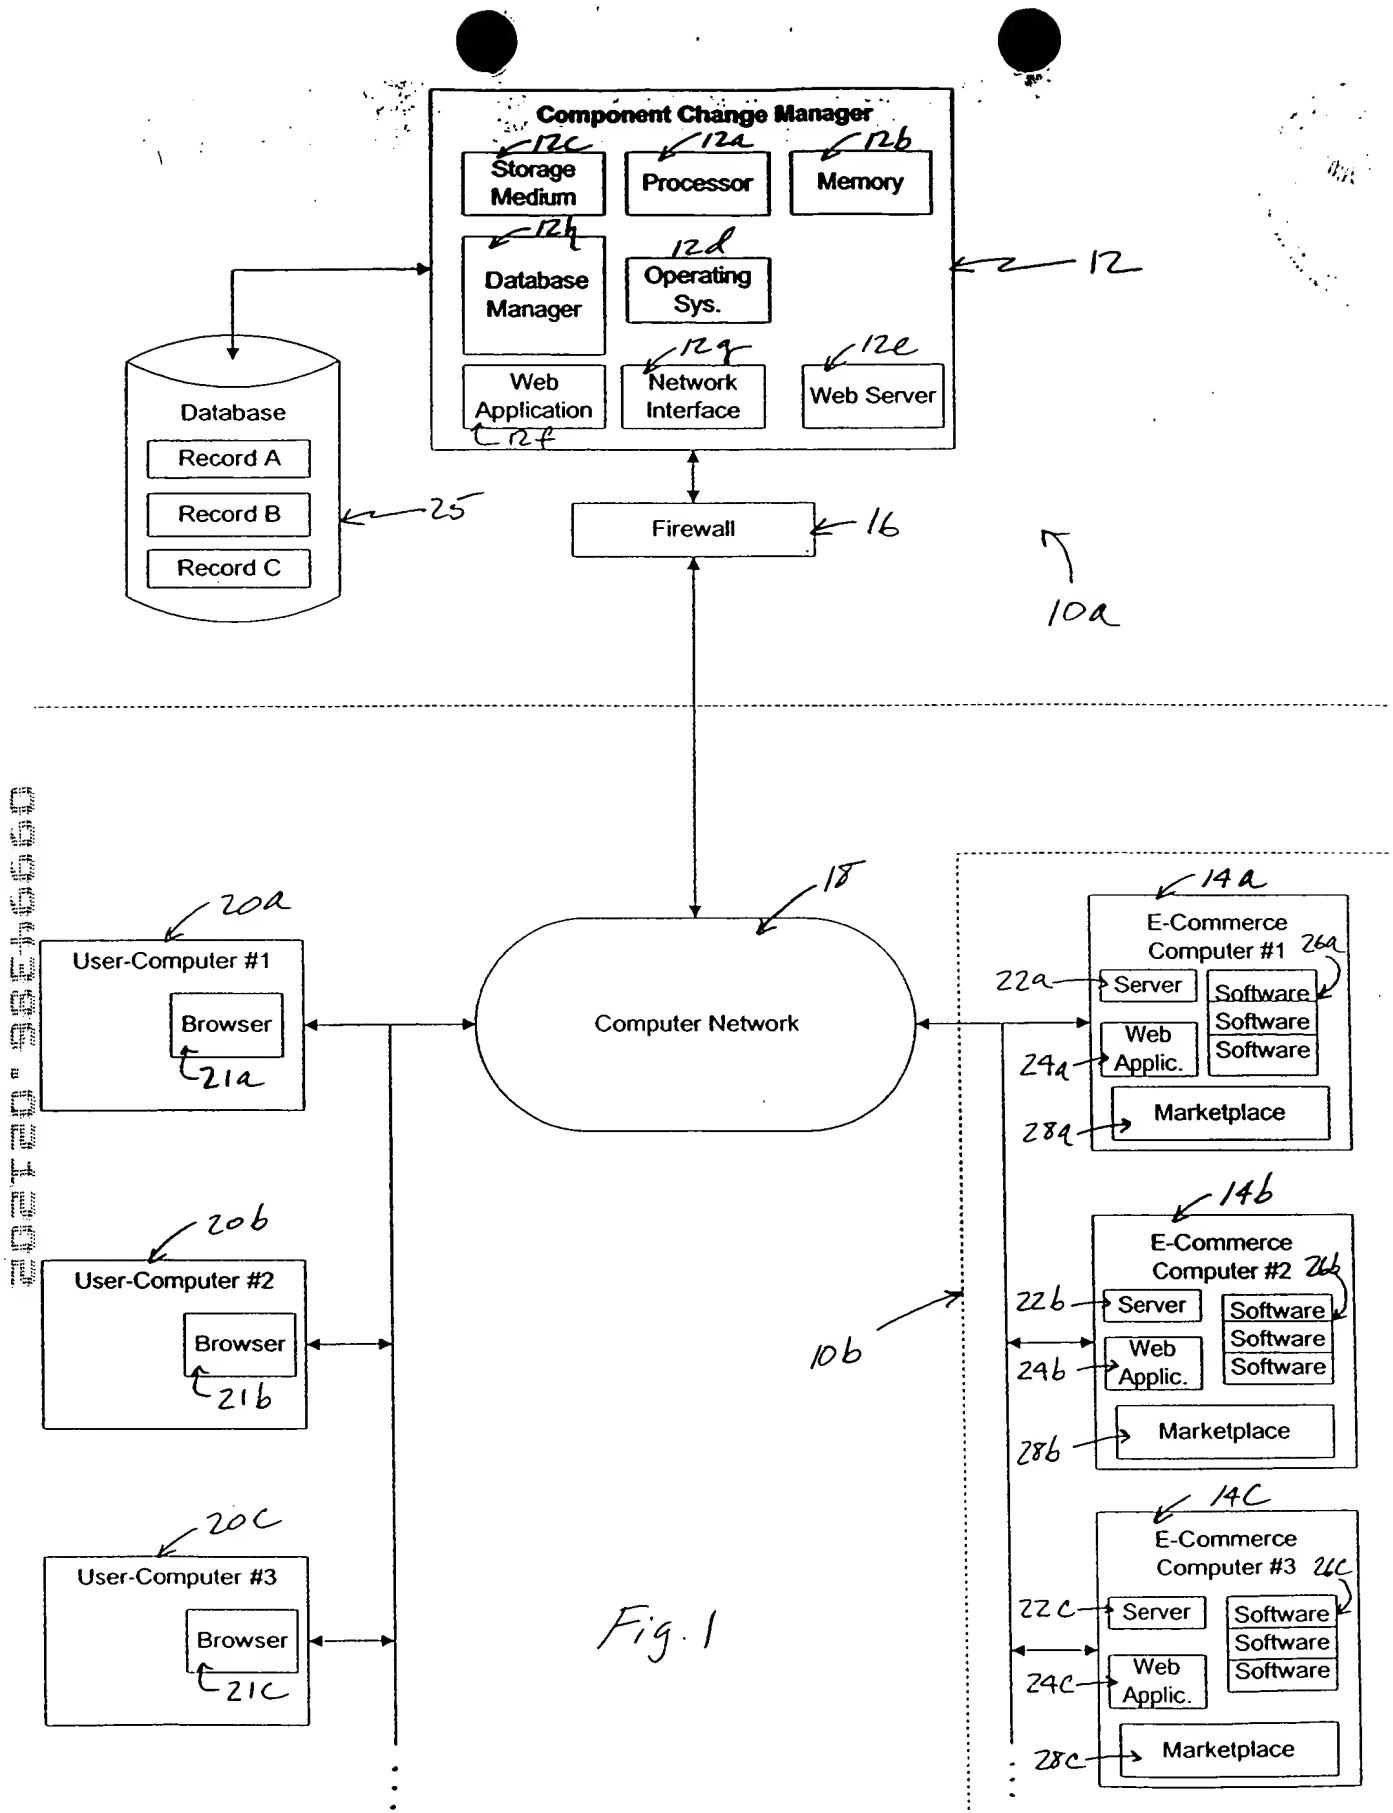 Component Change Manager
12c
12a
12b
Storage
Medium
Processor
Memory
12h
12d
Database
Manager
Operating
Sys.
12
12g
12e
Web
Application
Network
Interface
Web Server
12f
Database
Record A
Record B
Record C
25
Firewall
16
10a
18
Computer Network
20a
User-Computer #1
Browser
21a
20b
User-Computer #2
Browser
21b
20c
User-Computer #3
Browser
21c
10b
14a
E-Commerce
Computer #1
26a
22a
Server
Software
Software
Software
24a
Web
Applic.
28a
Marketplace
14b
E-Commerce
Computer #2
26b
22b
Server
Software
Software
Software
24b
Web
Applic.
28b
Marketplace
14c
E-Commerce
Computer #3
26c
22c
Server
Software
Software
Software
24c
Web
Applic.
28c
Marketplace
Fig. 1